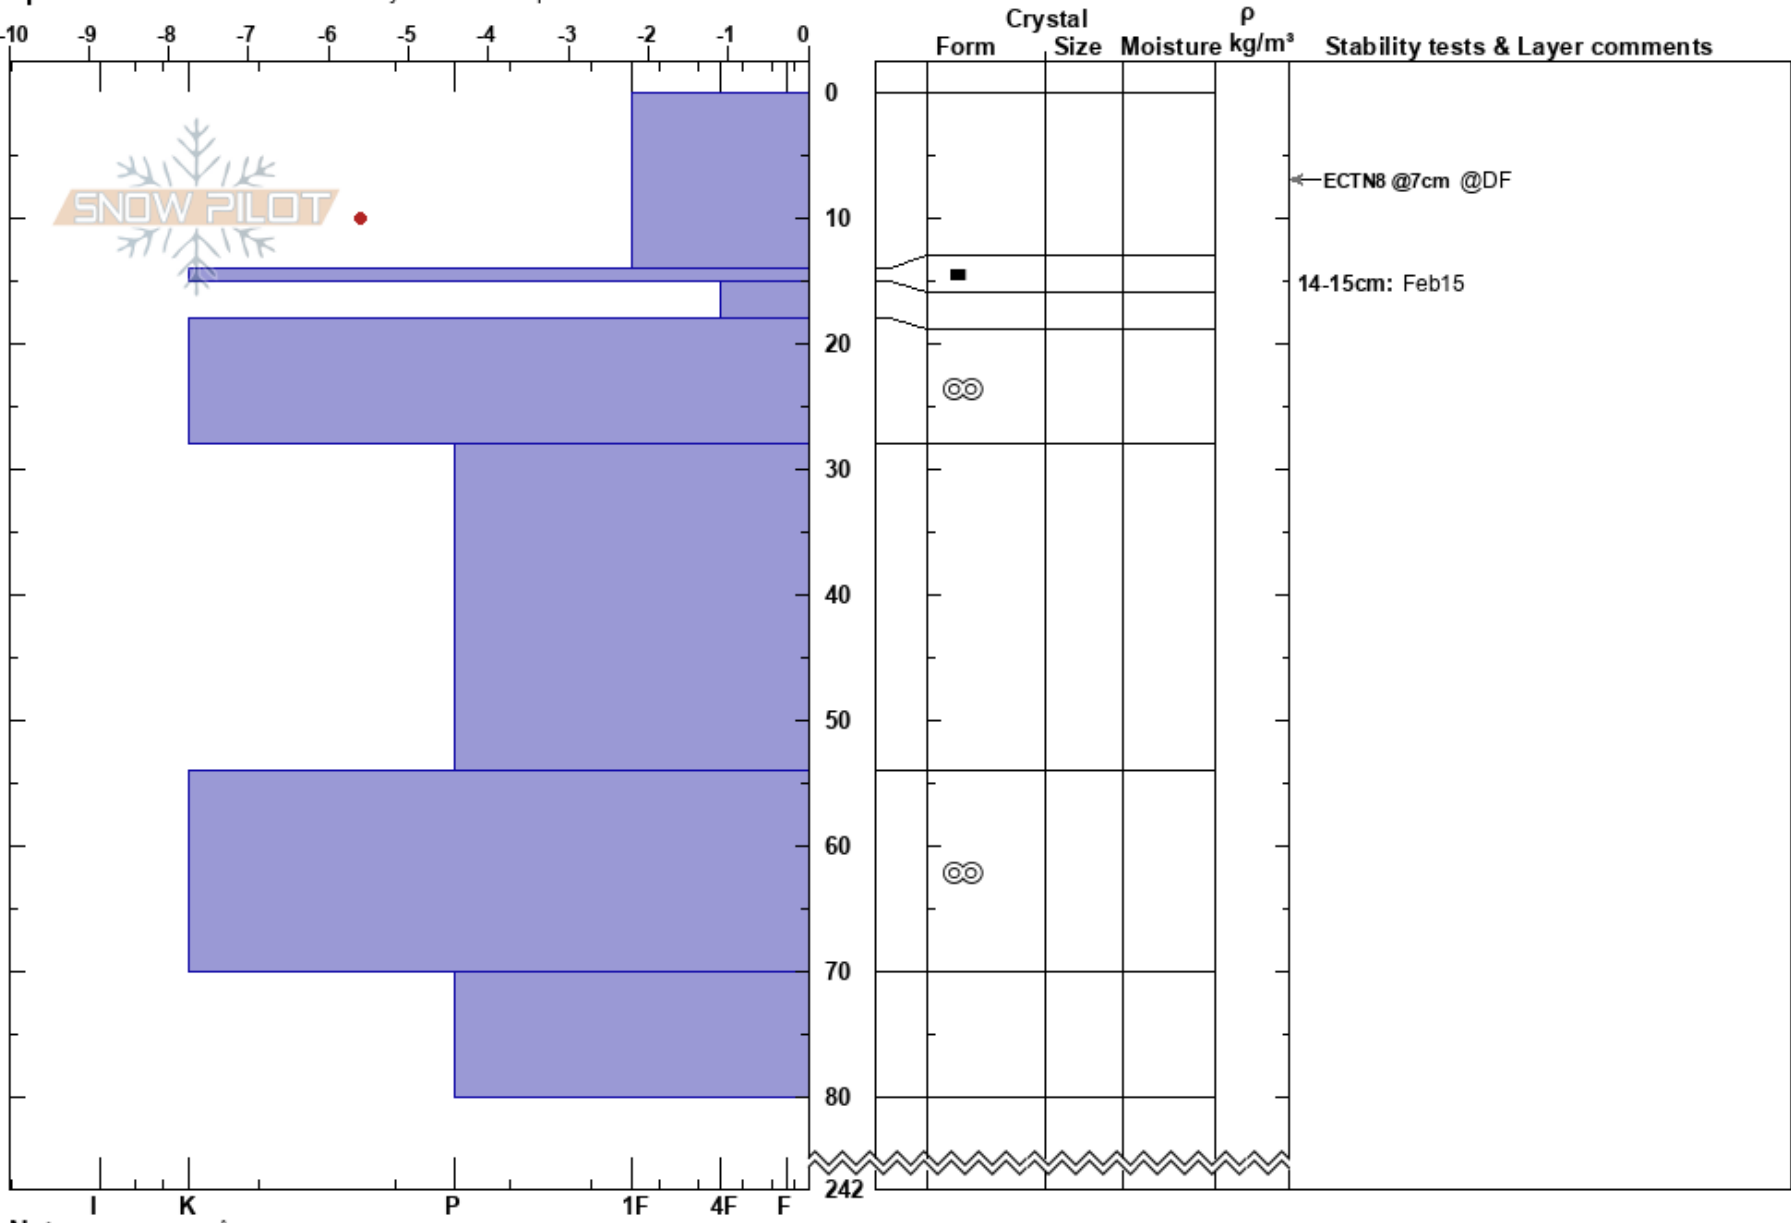 -10 -9 -8 -7 -6 -5 -4 -3 -2 -1 0
Crystal ρ
Form Size Moisture kg/m³ Stability tests & Layer comments
0
SNOW PILOT
ECTN8 @7cm @DF
10
14-15cm: Feb15
20
30
40
50
60
70
80
242
I K P 1F 4F F